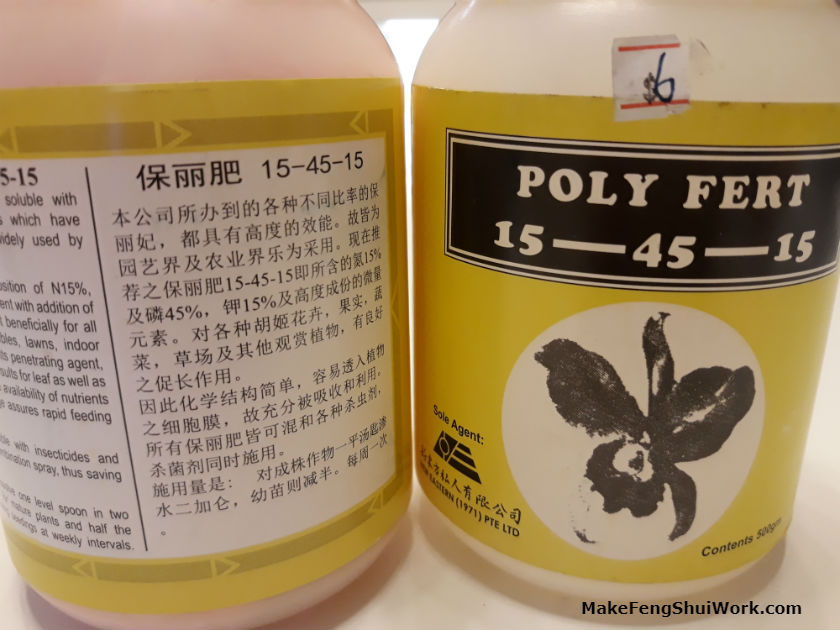 5-15
soluble with
which have
widely used by
osition of N15%,
ent with addition of
t beneficially for all
bles, lawns, indoor
ts penetrating agent,
sults for leaf as well as
availability of nutrients
e assures rapid feeding
ble with insecticides and
mbination spray, thus saving
one level spoon in two
mature plants and half the
seedings at weekly intervals.
保丽肥 15-45-15
本公司所办到的各种不同比率的保
丽妃，都具有高度的效能。故皆为
园艺界及农业界乐为采用。现在推
荐之保丽肥15-45-15即所含的氮15%
及磷45%，钾15%及高度成份的微量
元素。对各种胡姬花卉，果实，蔬
菜，草场及其他观赏植物，有良好
之促长作用。
因此化学结构简单，容易透入植物
之细胞膜，故充分被吸收和利用。
所有保丽肥皆可混和各种杀虫剂，
杀菌剂同时施用。
施用量是： 对成株作物一平汤匙渗
水二加仑，幼苗则减半。每周一次
。
$6
POLY FERT
15—45—15
Sole Agent:
东方私人有限公司
EASTERN (1971) PTE LTD
Contents 500gm
MakeFengShuiWork.com